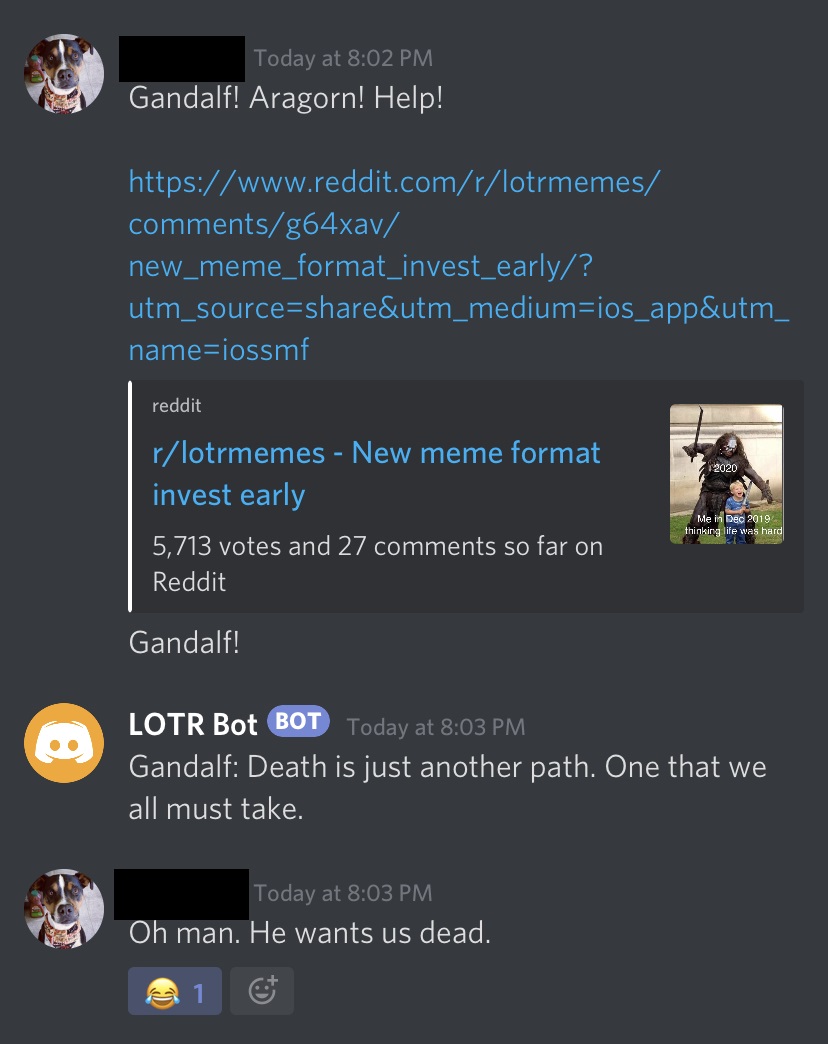 Today at 8:02 PM
Gandalf! Aragorn! Help!
https://www.reddit.com/r/lotrmemes/
comments/g64xav/
new_meme_format_invest_early/?
utm_source=share&utm_medium=ios_app&utm_
name=iossmf
reddit
r/lotrmemes - New meme format
invest early
2020
Me in Dec 2019
thinking life was hard
5,713 votes and 27 comments so far on
Reddit
Gandalf!
LOTR Bot BOT Today at 8:03 PM
Gandalf: Death is just another path. One that we
all must take.
Today at 8:03 PM
Oh man. He wants us dead.
😂 1